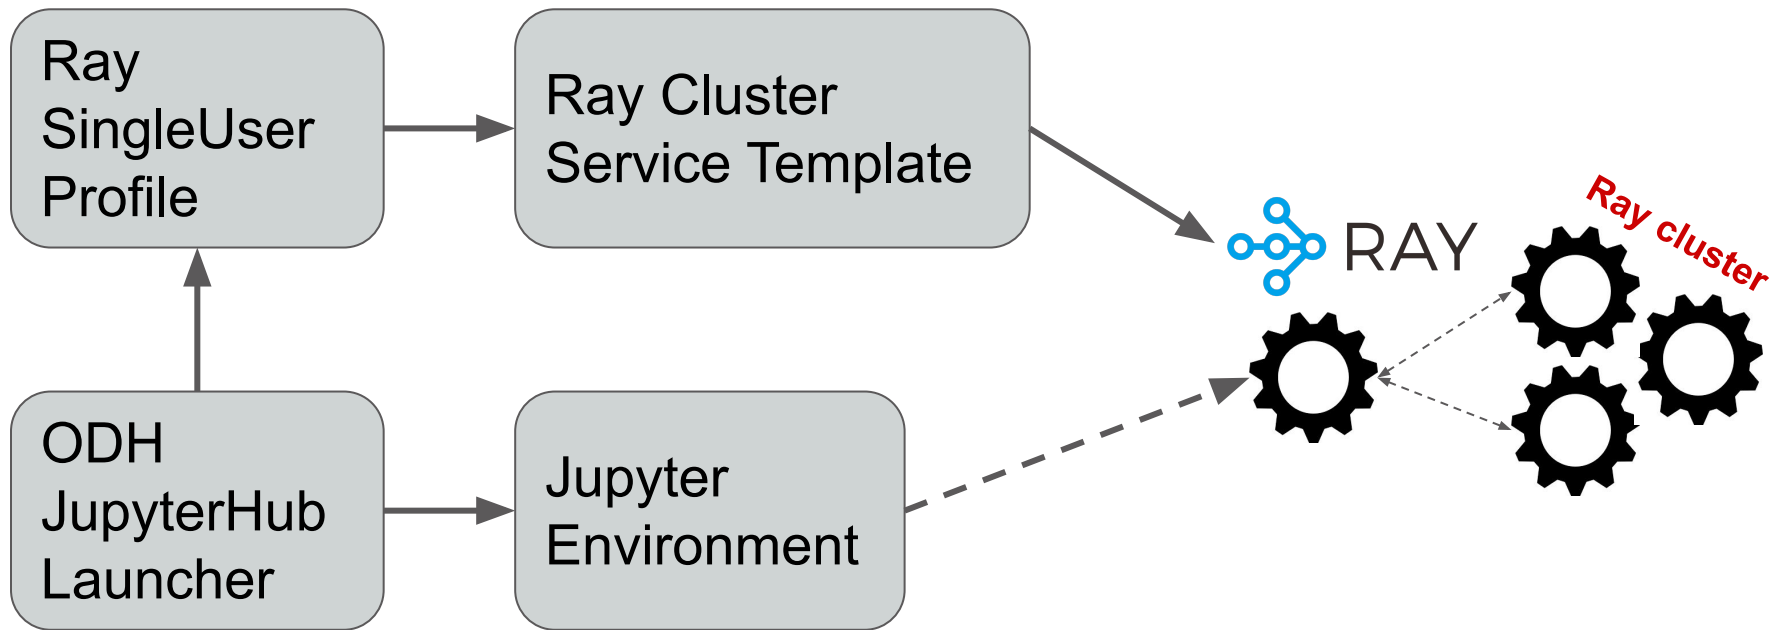 Ray
SingleUser
Profile
Ray Cluster
Service Template
RAY
Ray cluster
ODH
JupyterHub
Launcher
Jupyter
Environment